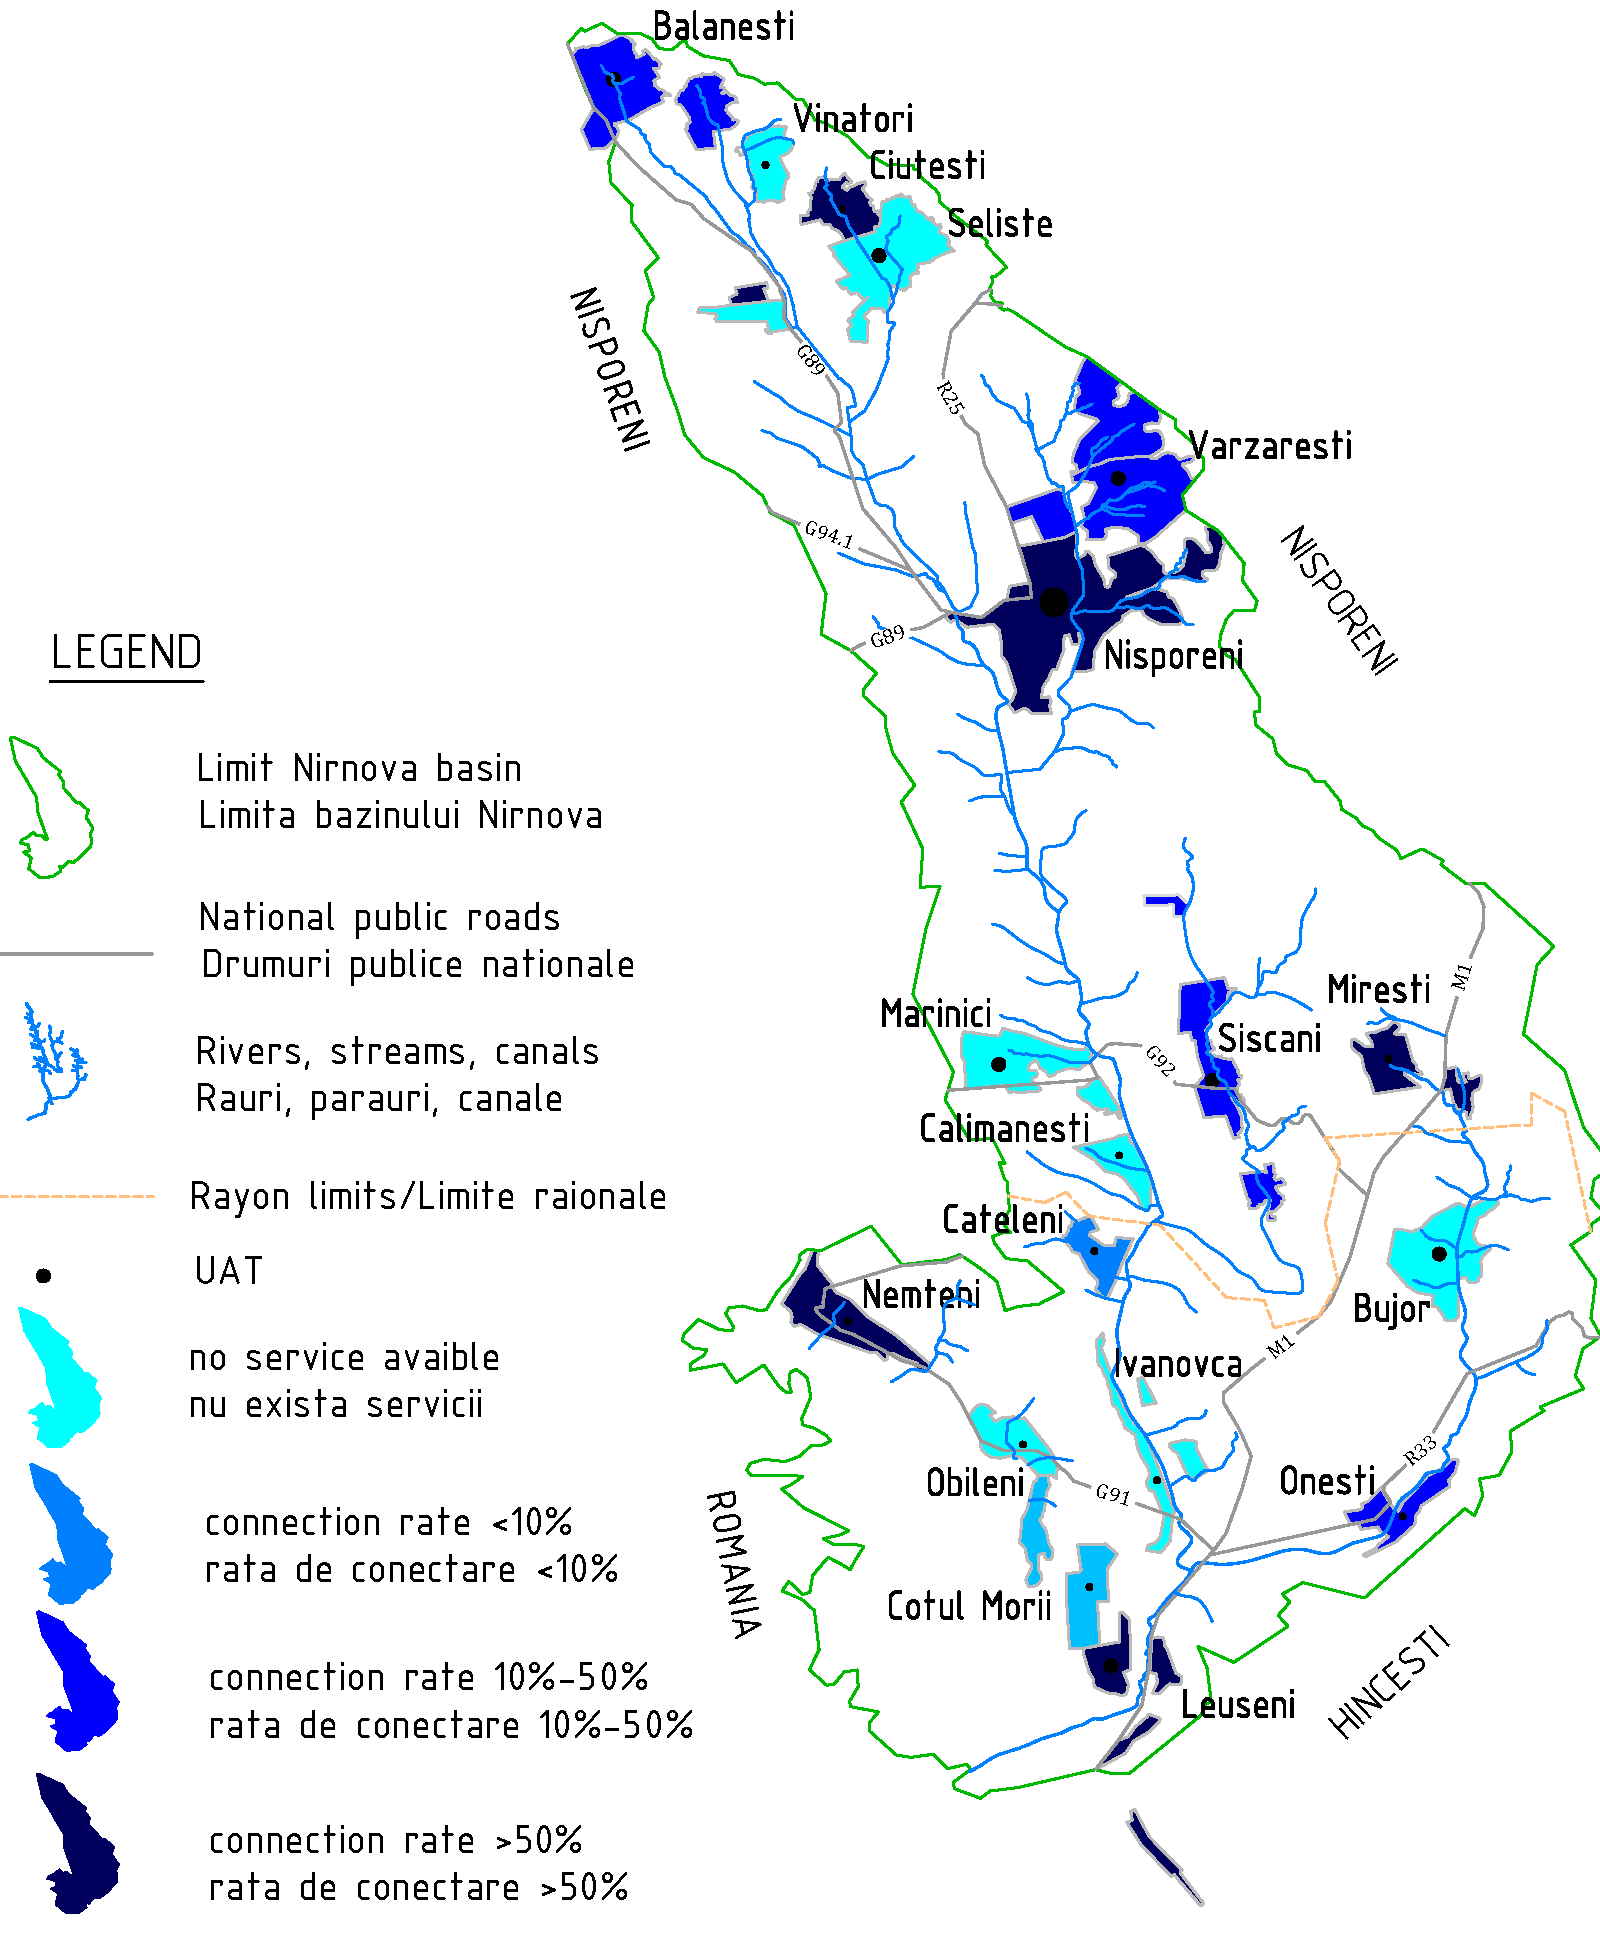 Balanesti
Vinatori
Ciutesti
Seliste
NISPORENI
G89
R25
Varzaresti
G94.1
NISPORENI
G89
Nisporeni
LEGEND
Limit Nirnova basin
Limita bazinului Nirnova
National public roads
Drumuri publice nationale
Rivers, streams, canals
Rauri, parauri, canale
Rayon limits/Limite raionale
UAT
no service avaible
nu exista servicii
connection rate <10%
rata de conectare <10%
connection rate 10%-50%
rata de conectare 10%-50%
connection rate >50%
rata de conectare >50%
M1
Miresti
Marinici
Siscani
G92
Calimanesti
Cateleni
Nemteni
Bujor
M1
Ivanovca
R33
Obileni
G91
Onesti
ROMANIA
Cotul Morii
HINCESTI
Leuseni